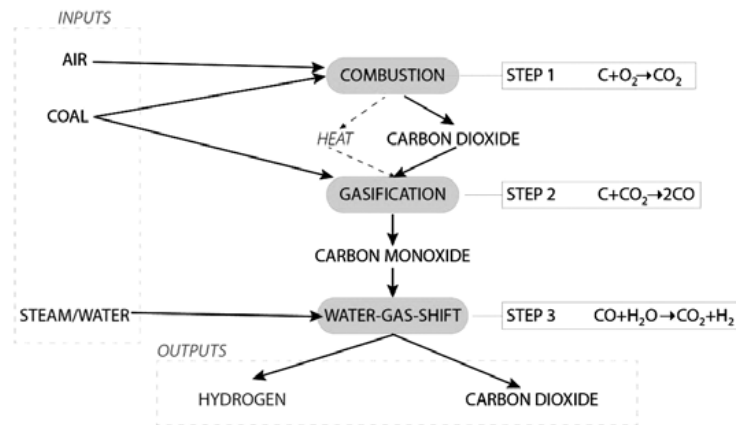 INPUTS
AIR
COMBUSTION
STEP 1 C+O₂→CO₂
COAL
HEAT
CARBON DIOXIDE
GASIFICATION
STEP 2 C+CO₂→2CO
CARBON MONOXIDE
STEAM/WATER
WATER-GAS-SHIFT
STEP 3 CO+H₂O→CO₂+H₂
OUTPUTS
HYDROGEN
CARBON DIOXIDE